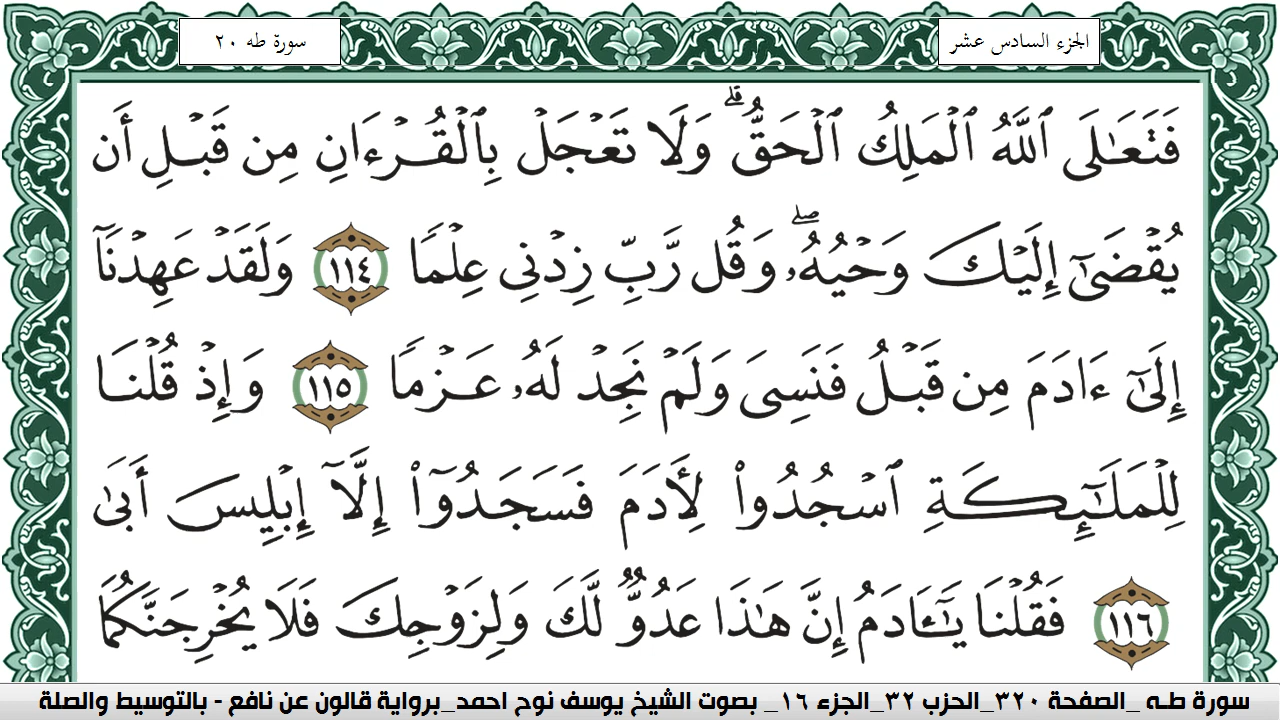 الجزء السادس عشر
سورة طه ٢٠
فَتَعَٰلَى ٱللَّهُ ٱلْمَلِكُ ٱلْحَقُّ ۗ وَلَا تَعْجَلْ بِٱلْقُرْءَانِ مِن قَبْلِ أَن
يُقْضَىٰٓ إِلَيْكَ وَحْيُهُۥ ۖ وَقُل رَّبِّ زِدْنِى عِلْمًا ١١٤ وَلَقَدْ عَهِدْنَآ
إِلَىٰٓ ءَادَمَ مِن قَبْلُ فَنَسِىَ وَلَمْ نَجِدْ لَهُۥ عَزْمًا ١١٥ وَإِذْ قُلْنَا
لِلْمَلَٰٓئِكَةِ ٱسْجُدُوا۟ لِأَدَمَ فَسَجَدُوٓا۟ إِلَّآ إِبْلِيسَ أَبَىٰ
١١٦ فَقُلْنَا يَٰٓـَٔادَمُ إِنَّ هَٰذَا عَدُوٌّ لَّكَ وَلِزَوْجِكَ فَلَا يُخْرِجَنَّكُمَا
سورة طـه _الصفحة ٣٢٠_الحزب ٣٢_الجزء ١٦_ بصوت الشيخ يوسف نوح احمد_برواية قالون عن نافع - بالتوسيط والصلة